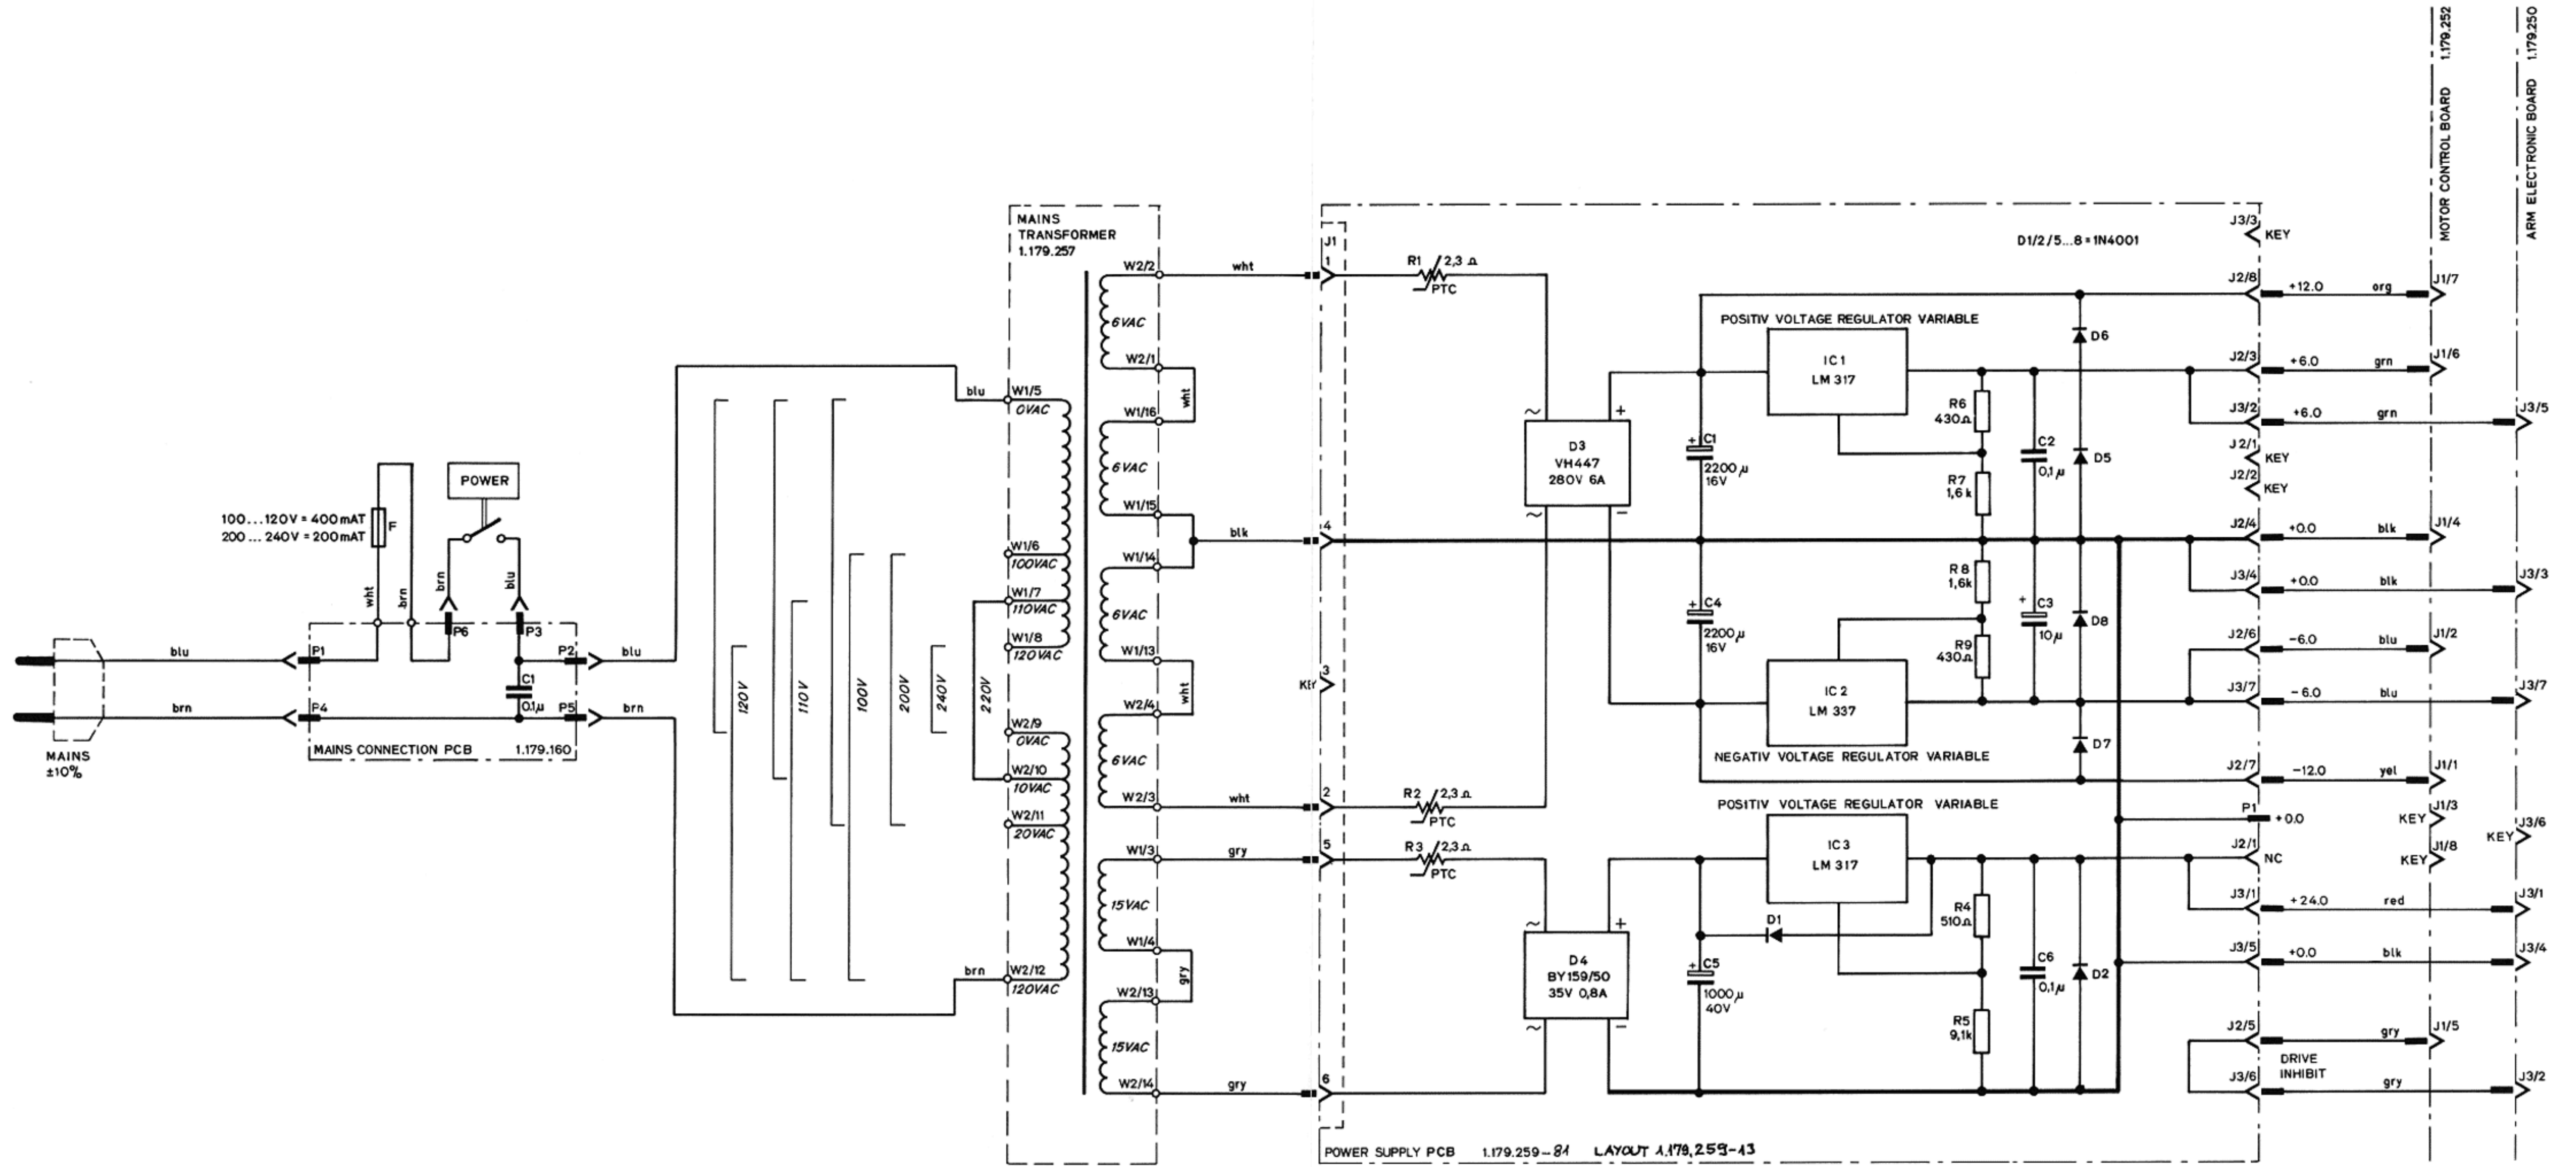 MAINS
±10%
blu
brn
100...120V = 400mAT
200...240V = 200mAT
F
POWER
wht
brn
brn
blu
P1
P6
P3
P2
P4
P5
C1
0.1µ
MAINS CONNECTION PCB 1.179.160
blu
brn
120V
110V
100V
200V
240V
220V
MAINS
TRANSFORMER
1.179.257
blu
W1/5
0VAC
W1/6
100VAC
W1/7
110VAC
W1/8
120VAC
W2/9
0VAC
W2/10
10VAC
W2/11
20VAC
brn
W2/12
120VAC
W2/2
6VAC
W2/1
wht
W1/16
6VAC
W1/15
W1/14
6VAC
W1/13
wht
W2/4
6VAC
W2/3
W1/3
15VAC
W1/4
gry
W2/13
15VAC
W2/14
wht
blk
wht
gry
gry
J1
1
4
3
KEY
2
5
6
R1 2,3 Ω
PTC
R2 2,3 Ω
PTC
R3 2,3 Ω
PTC
D3
VH447
280V 6A
~
~
+
−
D4
BY159/50
35V 0,8A
~
~
+
−
POSITIV VOLTAGE REGULATOR VARIABLE
IC1
LM 317
+ C1
2200µ
16V
R6
430Ω
R7
1,6 k
C2
0,1µ
D6
D5
+ C4
2200µ
16V
R8
1,6k
R9
430Ω
+ C3
10µ
D8
D7
IC 2
LM 337
NEGATIV VOLTAGE REGULATOR VARIABLE
POSITIV VOLTAGE REGULATOR VARIABLE
IC 3
LM 317
D1
+ C5
1000µ
40V
R4
510Ω
R5
9,1k
C6
0,1µ
D2
D1/2/5...8 = 1N4001
J3/3
KEY
J2/8
+12.0 org
J1/7
J2/3
+6.0 grn
J1/6
J3/2
+6.0 grn
J3/5
J2/1
KEY
J2/2
KEY
J2/4
+0.0 blk
J1/4
J3/4
+0.0 blk
J3/3
J2/6
−6.0 blu
J1/2
J3/7
−6.0 blu
J3/7
J2/7
−12.0 yel
J1/1
P1
+0.0
J1/3
KEY
J3/6
KEY
J2/1
NC
J1/8
KEY
J3/1
+24.0 red
J3/1
J3/5
+0.0 blk
J3/4
J2/5
gry
J1/5
DRIVE
INHIBIT
J3/6
gry
J3/2
MOTOR CONTROL BOARD 1.179.252
ARM ELECTRONIC BOARD 1.179.250
POWER SUPPLY PCB 1.179.259-81 LAYOUT 1.179.259-13